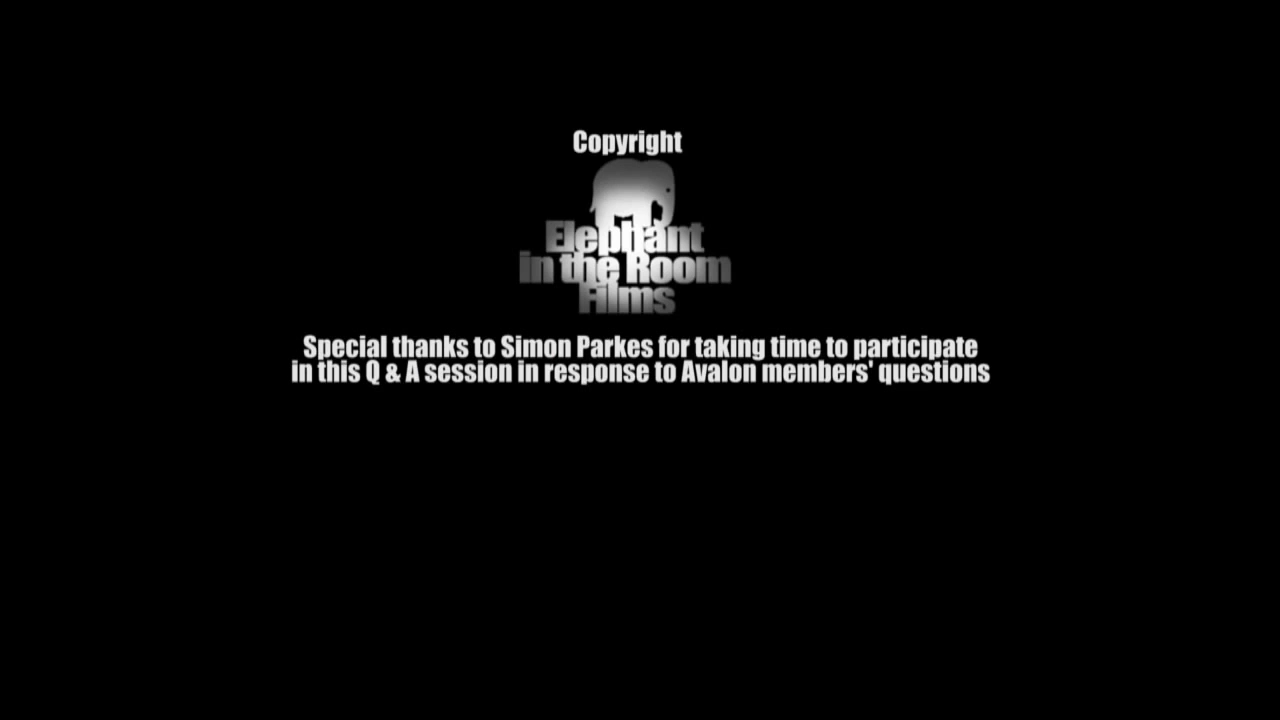 Copyright
Elephant
in the Room
Films
Special thanks to Simon Parkes for taking time to participate
in this Q & A session in response to Avalon members' questions